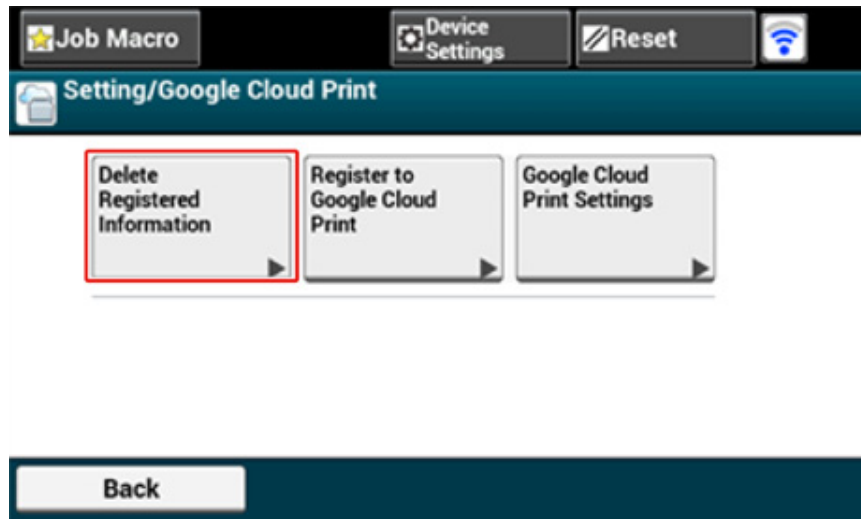 Job Macro
Device
Settings
Reset
Setting/Google Cloud Print
Delete
Registered
Information
Register to
Google Cloud
Print
Google Cloud
Print Settings
Back